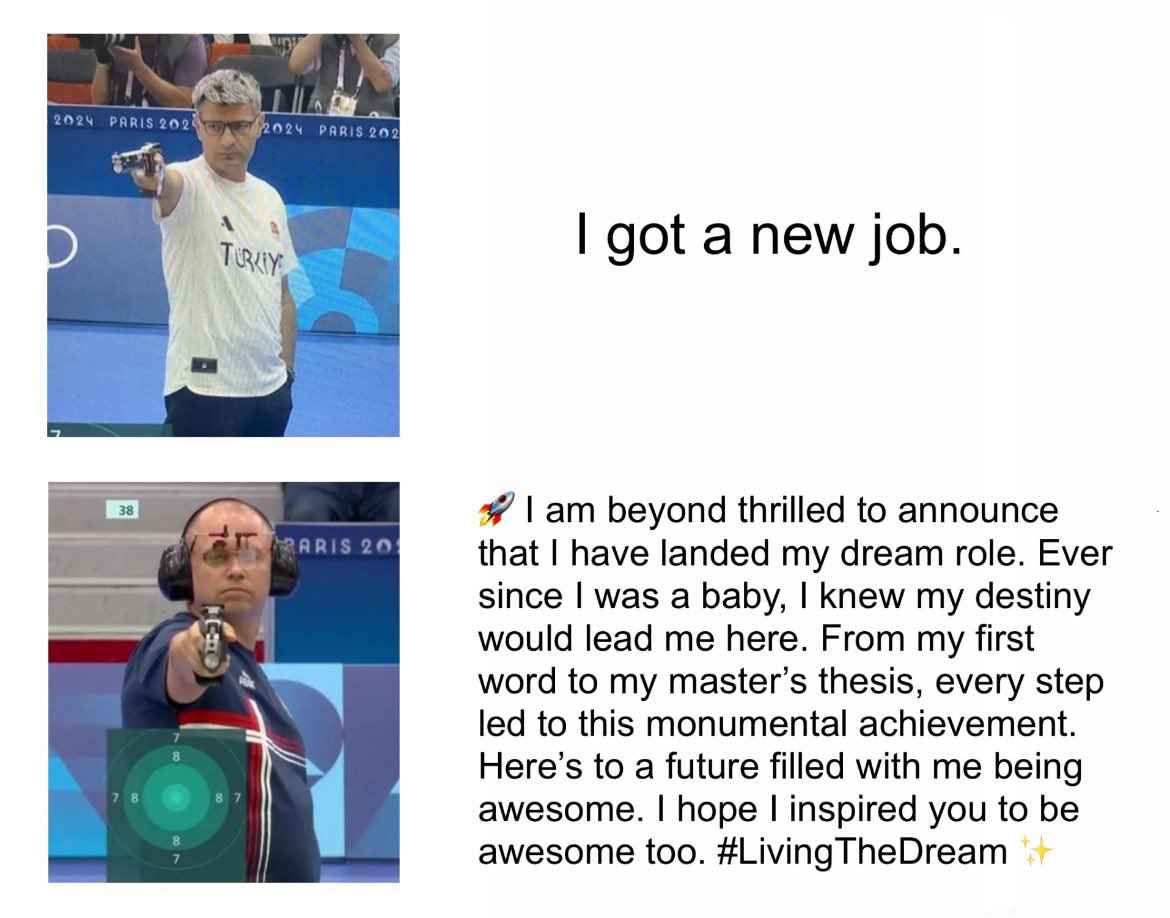 2024 PARIS 202 2024 PARIS 202
TÜRKİY
7
I got a new job.
38
PARIS 20
7
8
7 8 8 7
8
7
🚀 I am beyond thrilled to announce
that I have landed my dream role. Ever
since I was a baby, I knew my destiny
would lead me here. From my first
word to my master’s thesis, every step
led to this monumental achievement.
Here’s to a future filled with me being
awesome. I hope I inspired you to be
awesome too. #LivingTheDream ✨